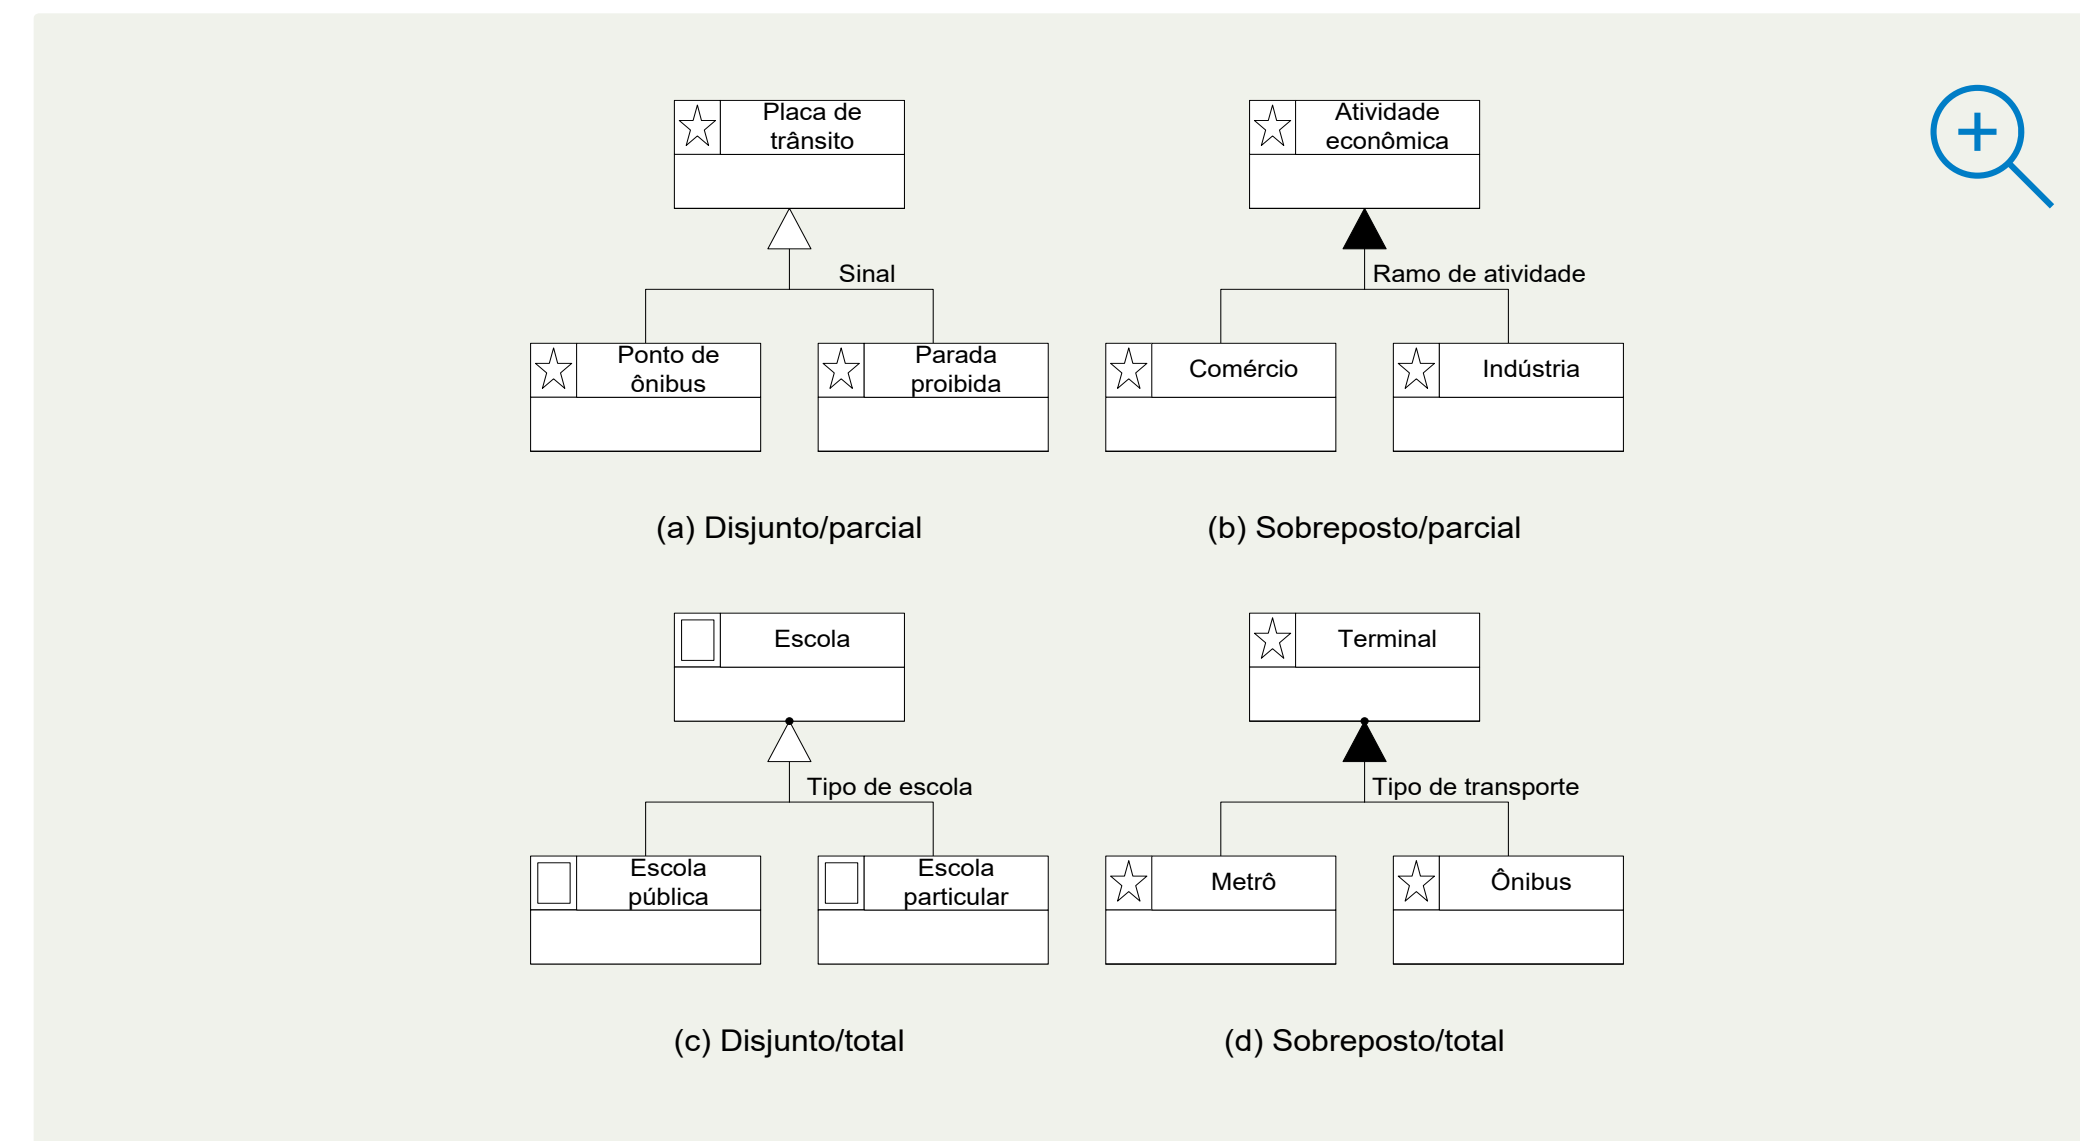 Placa de
trânsito
Atividade
econômica
Sinal
Ramo de atividade
Ponto de
ônibus
Parada
proibida
Comércio
Indústria
(a) Disjunto/parcial
(b) Sobreposto/parcial
Escola
Terminal
Tipo de escola
Tipo de transporte
Escola
pública
Escola
particular
Metrô
Ônibus
(c) Disjunto/total
(d) Sobreposto/total